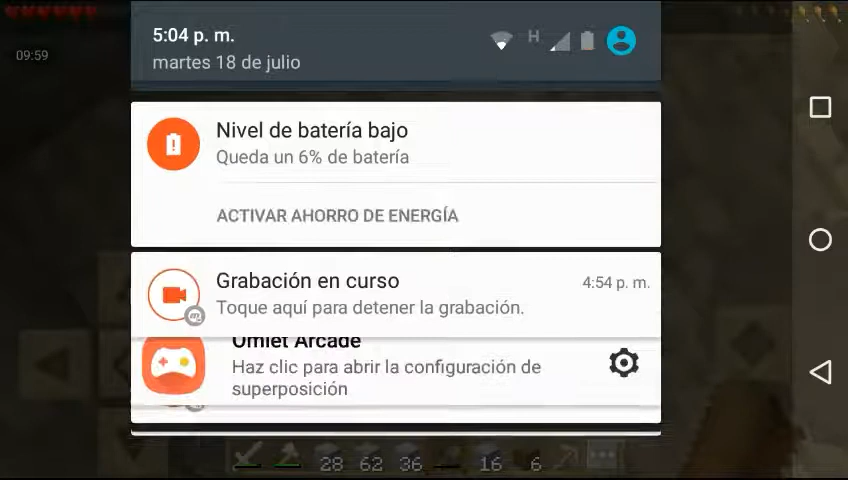 5:04 p. m.
H
martes 18 de julio
09:59
Nivel de batería bajo
Queda un 6% de batería
ACTIVAR AHORRO DE ENERGÍA
Grabación en curso
4:54 p. m.
Toque aquí para detener la grabación.
Omlet Arcade
Haz clic para abrir la configuración de
superposición
28 62 36 16 6